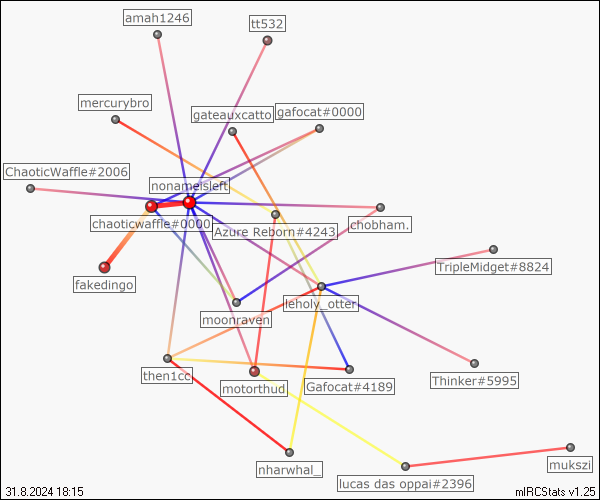 amah1246
tt532
mercurybro
gateauxcatto
gafocat#0000
ChaoticWaffle#2006
nonameisleft
chaoticwaffle#0000
Azure Reborn#4243
chobham.
TripleMidget#8824
fakedingo
leholy_otter
moonraven
then1cc
motorthud
Gafocat#4189
Thinker#5995
nharwhal_
lucas das oppai#2396
mukszi
31.8.2024 18:15
mIRCStats v1.25